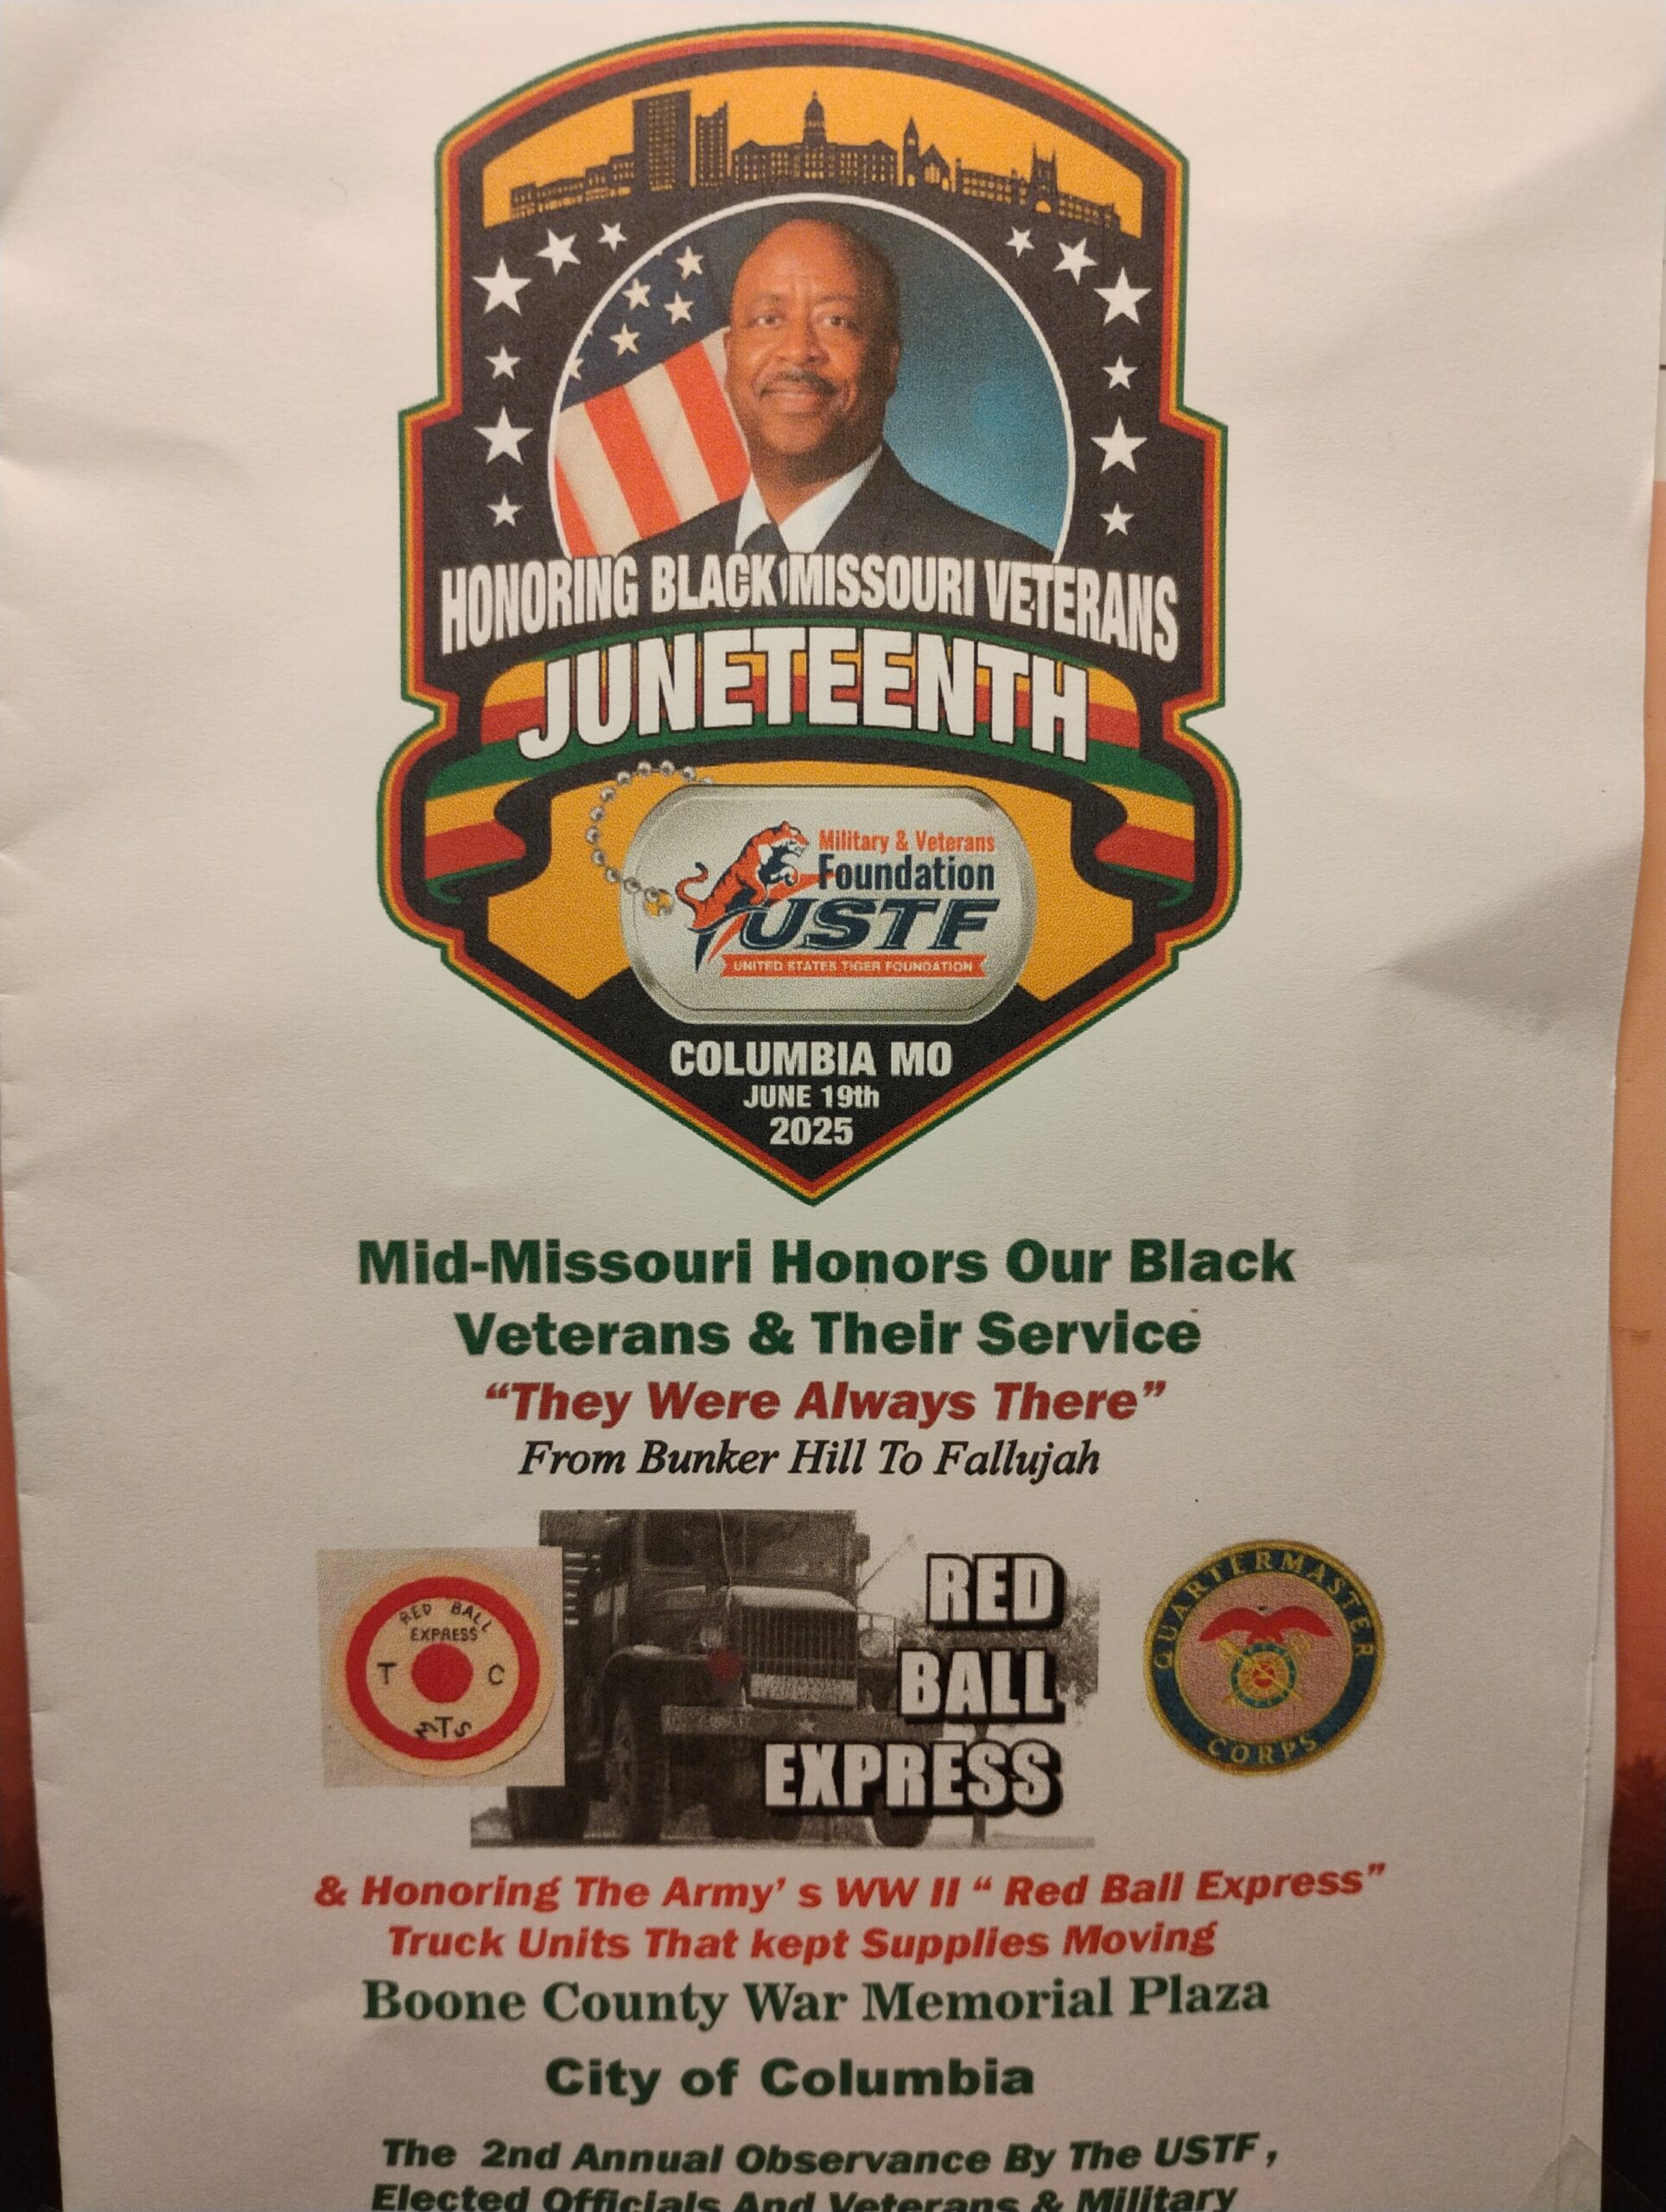 HONORING BLACK MISSOURI VETERANS
JUNETEENTH
Military & Veterans
Foundation
USTF
UNITED STATES TIGER FOUNDATION
COLUMBIA MO
JUNE 19th
2025
Mid-Missouri Honors Our Black
Veterans & Their Service
“They Were Always There”
From Bunker Hill To Fallujah
RED BALL
EXPRESS
T C
MTS
RED
BALL
EXPRESS
QUARTERMASTER
CORPS
& Honoring The Army’ s WW II “ Red Ball Express”
Truck Units That kept Supplies Moving
Boone County War Memorial Plaza
City of Columbia
The 2nd Annual Observance By The USTF ,
Elected Officials And Veterans & Military